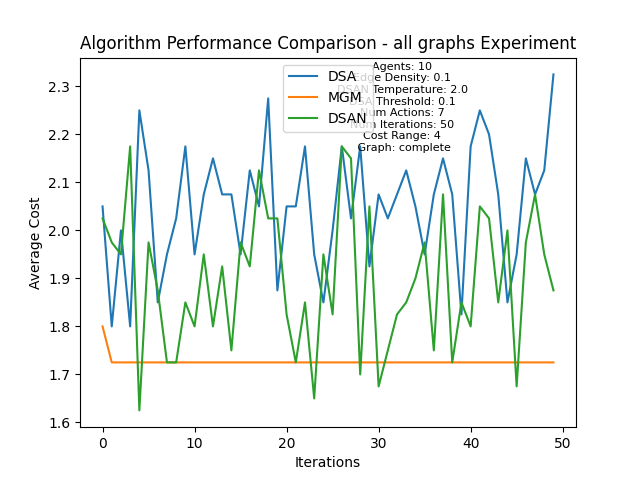 Algorithm Performance Comparison - all graphs Experiment
Agents: 10
Edge Density: 0.1
DSAN Temperature: 2.0
DSA Threshold: 0.1
Num Actions: 7
Num Iterations: 50
Cost Range: 4
Graph: complete
DSA
MGM
DSAN
Average Cost
2.3
2.2
2.1
2.0
1.9
1.8
1.7
1.6
0
10
20
30
40
50
Iterations